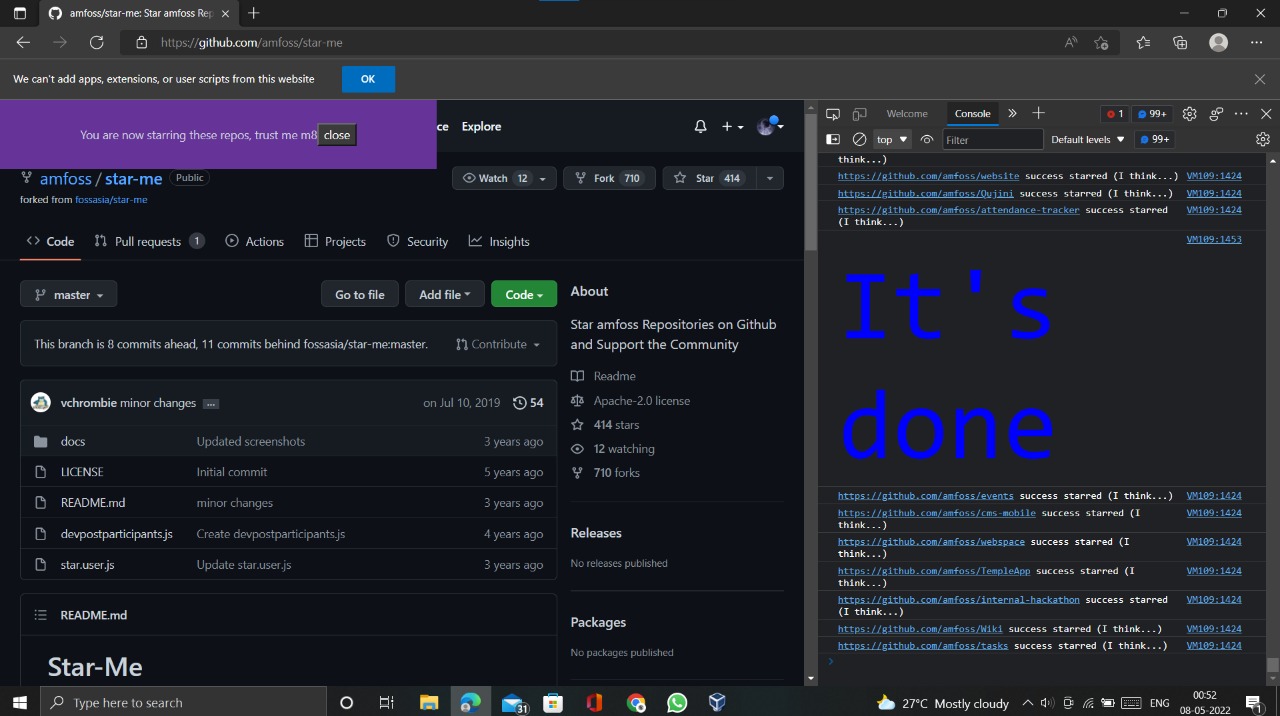 amfoss/star-me: Star amfoss Rep
https://github.com/amfoss/star-me
We can't add apps, extensions, or user scripts from this website
OK
You are now starring these repos, trust me m8
close
ce Explore
amfoss / star-me Public
forked from fossasia/star-me
Watch 12
Fork 710
Star 414
Code
Pull requests 1
Actions
Projects
Security
Insights
master
Go to file
Add file
Code
This branch is 8 commits ahead, 11 commits behind fossasia/star-me:master.
Contribute
vchrombie minor changes ...
on Jul 10, 2019
54
docs Updated screenshots 3 years ago
LICENSE Initial commit 5 years ago
README.md minor changes 3 years ago
devpostparticipants.js Create devpostparticipants.js 4 years ago
star.user.js Update star.user.js 3 years ago
README.md
Star-Me
About
Star amfoss Repositories on Github
and Support the Community
Readme
Apache-2.0 license
414 stars
12 watching
710 forks
Releases
No releases published
Packages
No packages published
Welcome
Console
1
99+
top
Filter
Default levels
99+
think...)
https://github.com/amfoss/website success starred (I think...) VM109:1424
https://github.com/amfoss/Qujini success starred (I think...) VM109:1424
https://github.com/amfoss/attendance-tracker success starred VM109:1424
(I think...)
VM109:1453
It's
done
https://github.com/amfoss/events success starred (I think...) VM109:1424
https://github.com/amfoss/cms-mobile success starred (I VM109:1424
think...)
https://github.com/amfoss/webspace success starred (I VM109:1424
think...)
https://github.com/amfoss/TempleApp success starred (I VM109:1424
think...)
https://github.com/amfoss/internal-hackathon success starred VM109:1424
(I think...)
https://github.com/amfoss/Wiki success starred (I think...) VM109:1424
https://github.com/amfoss/tasks success starred (I think...) VM109:1424
Type here to search
31
27°C Mostly cloudy
ENG
00:52
08-05-2022
1